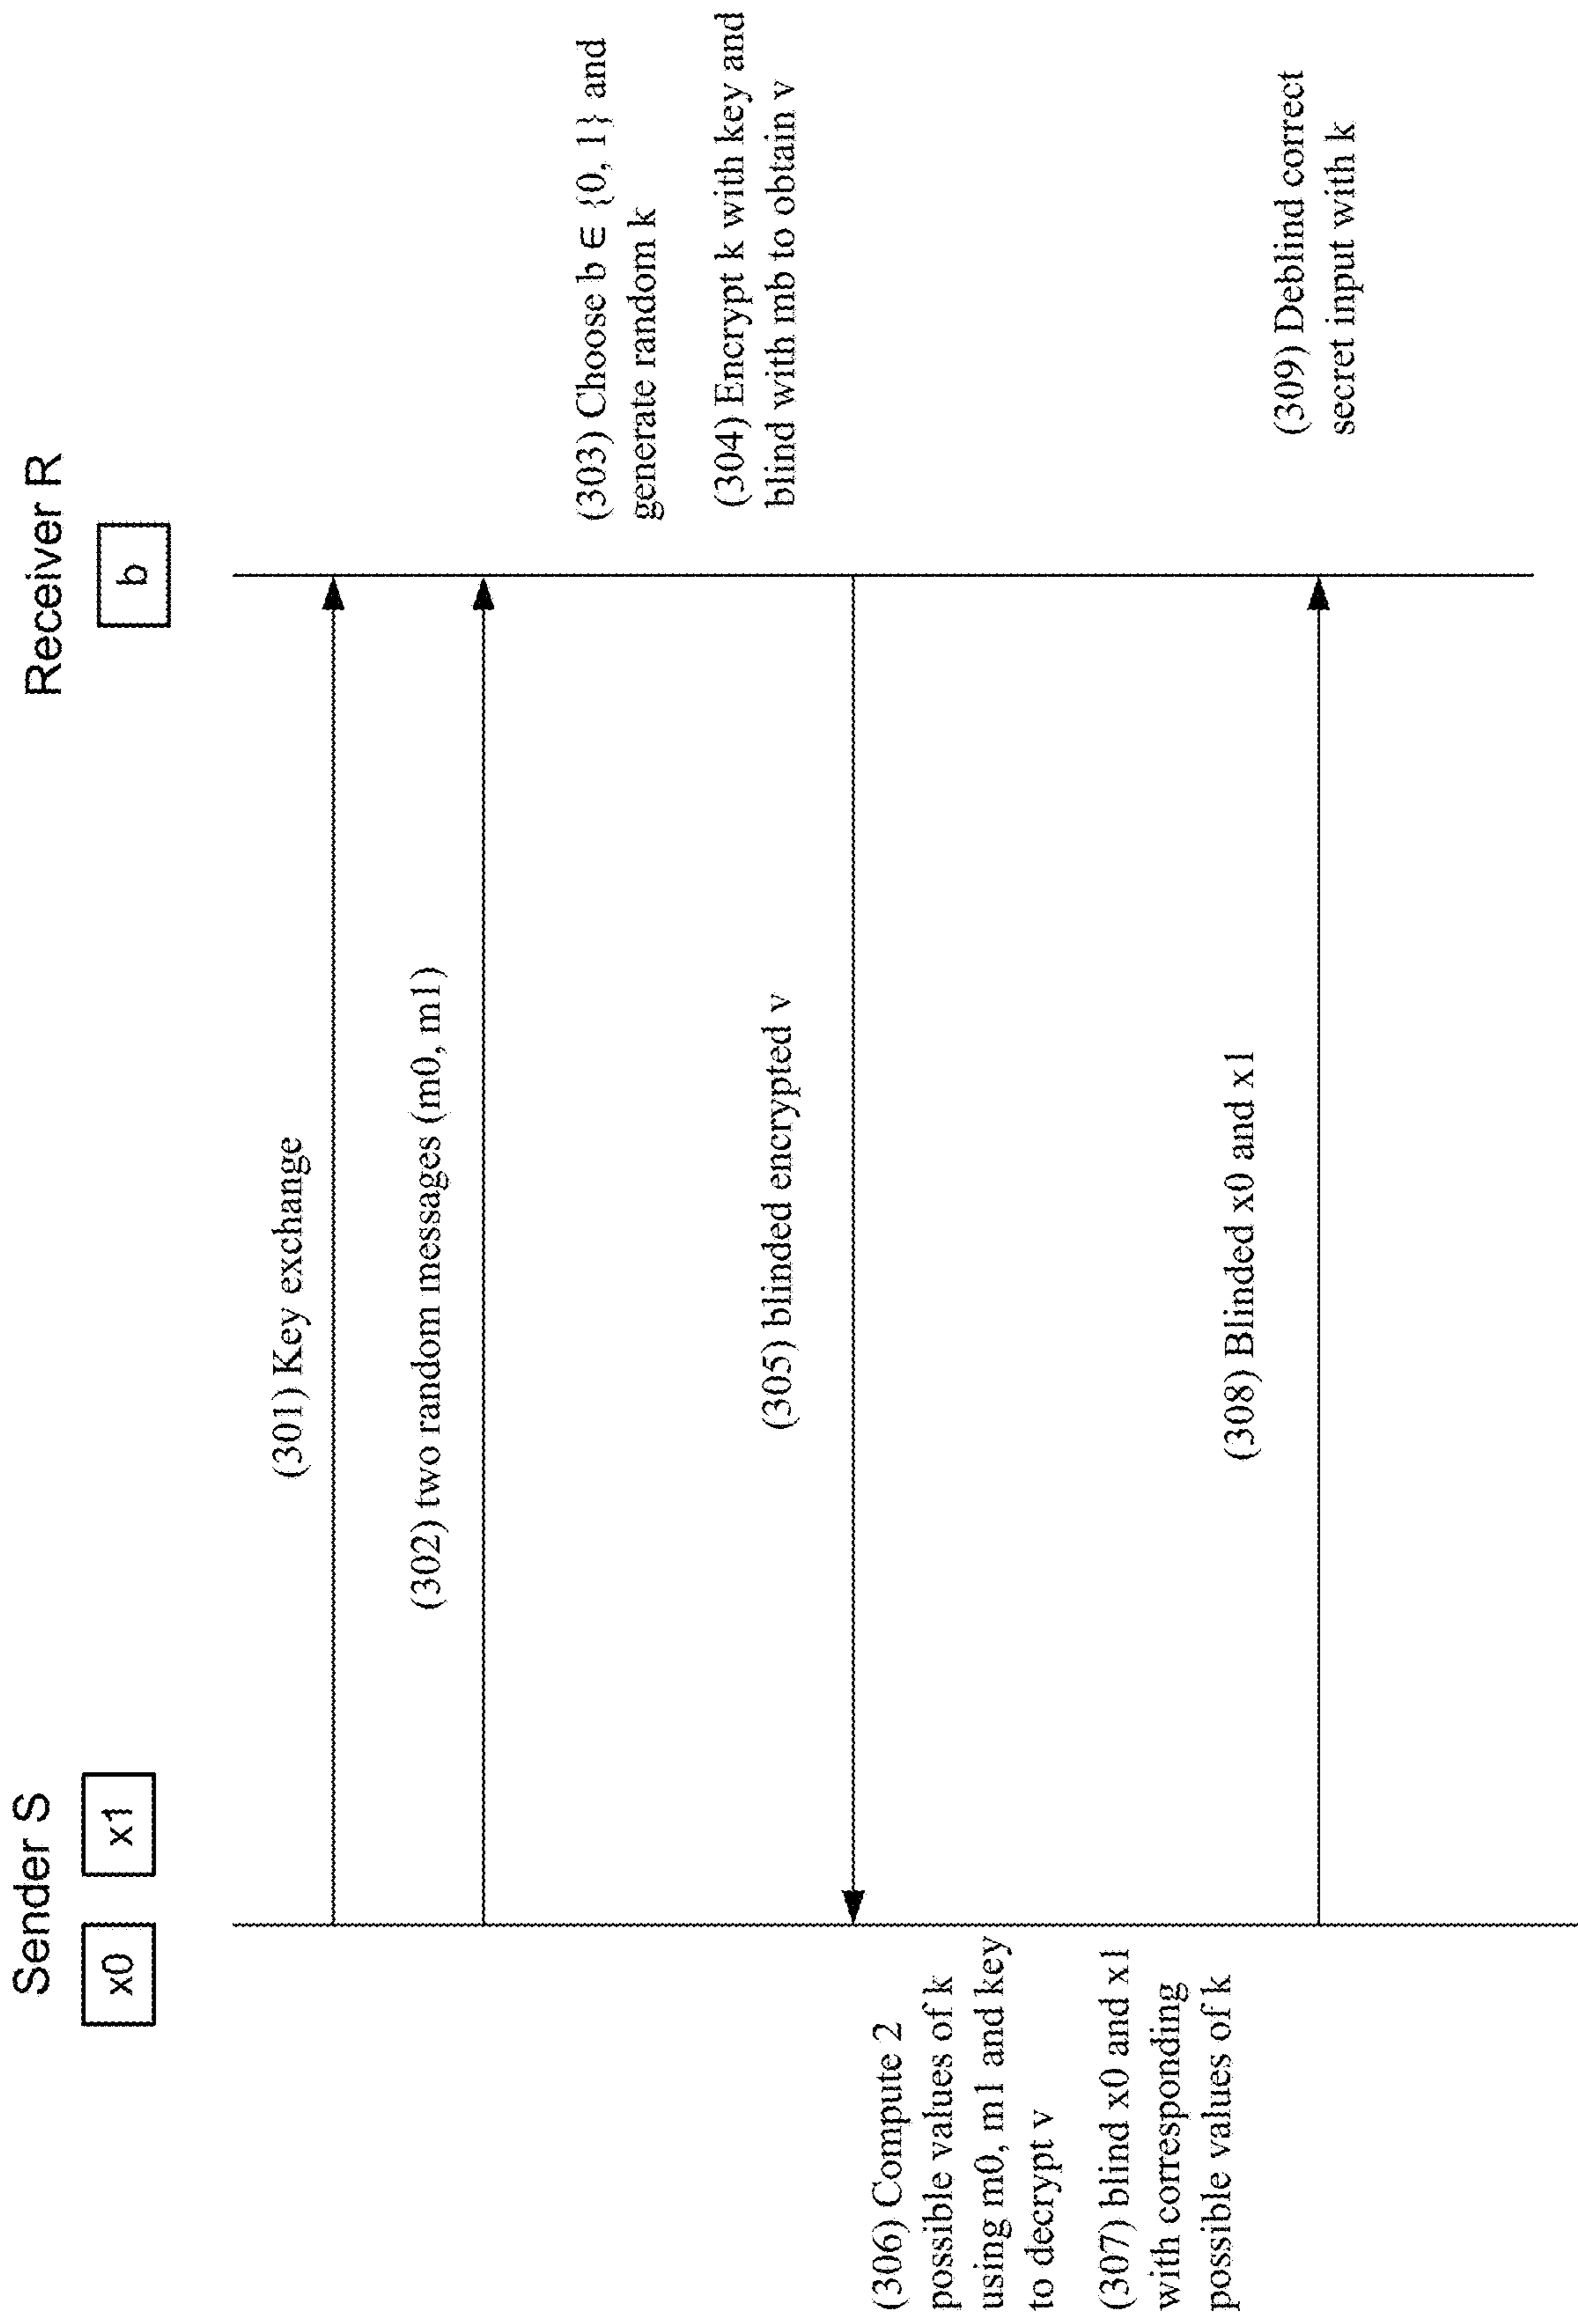 Sender S
x0
x1
Receiver R
b
(301) Key exchange
(302) two random messages (m0, m1)
(303) Choose b ∈ {0, 1} and
generate random k
(304) Encrypt k with key and
blind with mb to obtain v
(305) blinded encrypted v
(306) Compute 2
possible values of k
using m0, m1 and key
to decrypt v
(307) blind x0 and x1
with corresponding
possible values of k
(308) Blinded x0 and x1
(309) Deblind correct
secret input with k